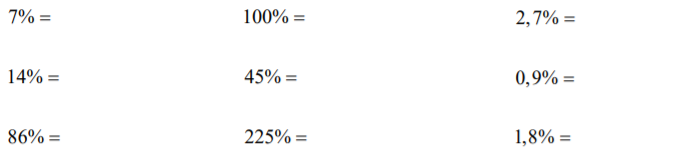 7% = 100% = 2,7% =
14% = 45% = 0,9% =
86% = 225% = 1,8% =